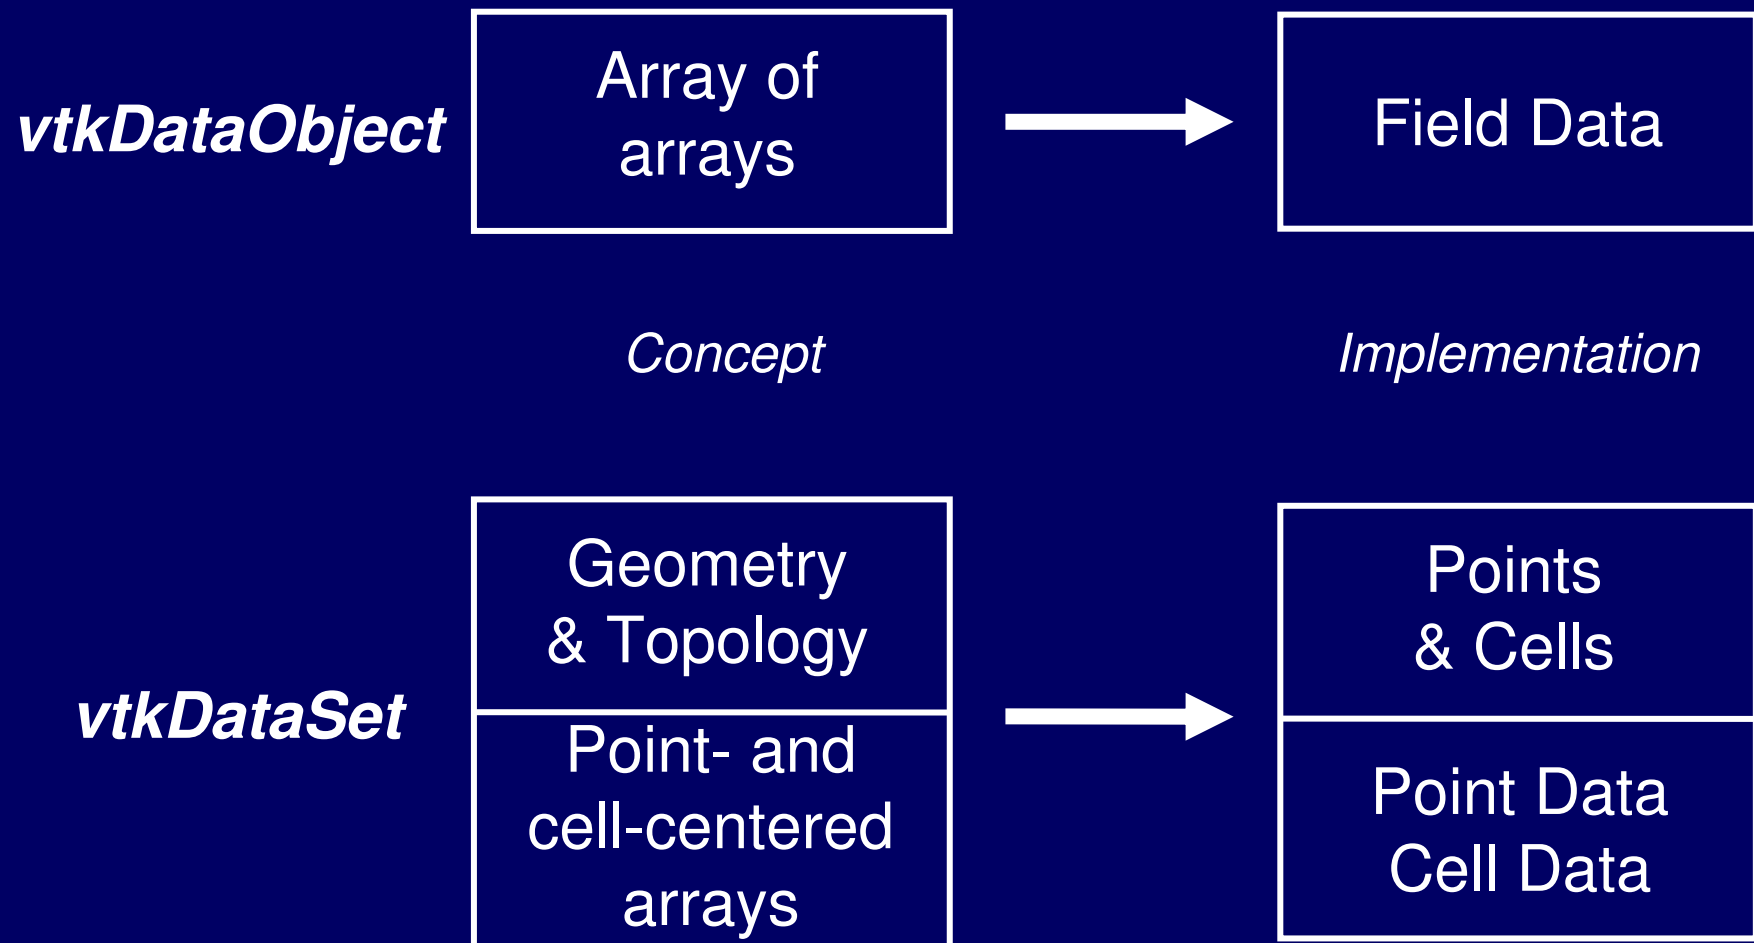 vtkDataObject
Array of
arrays
Field Data
Concept
Implementation
vtkDataSet
Geometry
& Topology
Point- and
cell-centered
arrays
Points
& Cells
Point Data
Cell Data